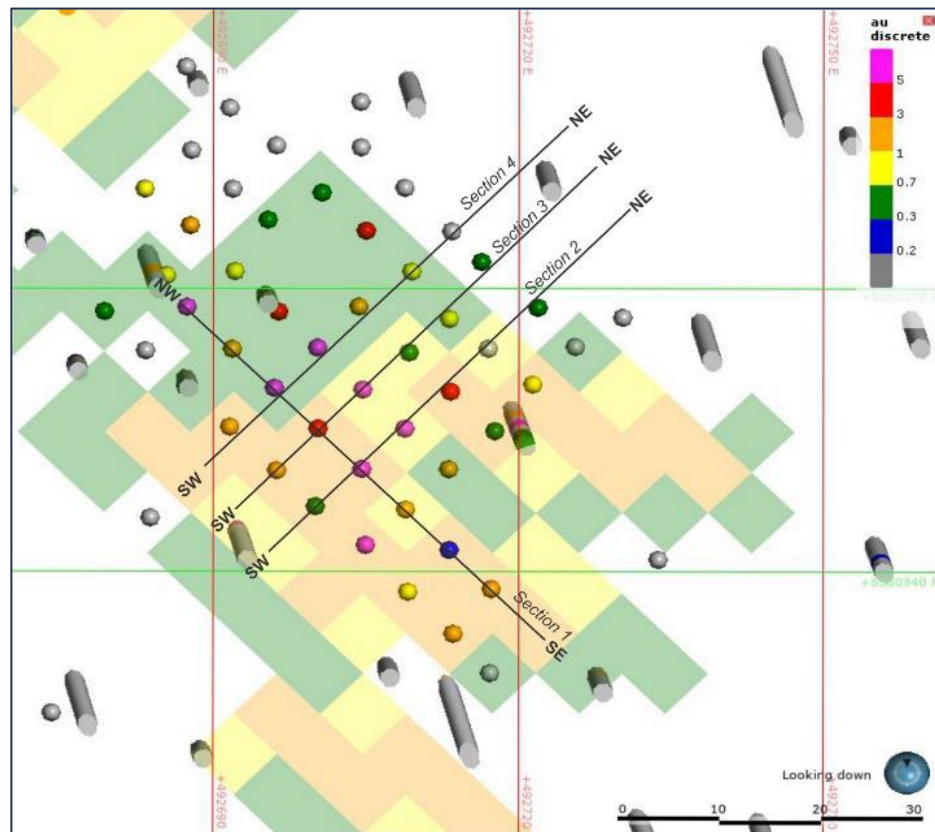 +492690 E
+492720 E
+492750 E
au
discrete
5
3
1
0.7
0.3
0.2
NE
Section 4
NE
Section 3
NE
Section 2
NW
SW
SW
SW
Section 1
SE
Looking down
0 10 20 30
+492690
+492720